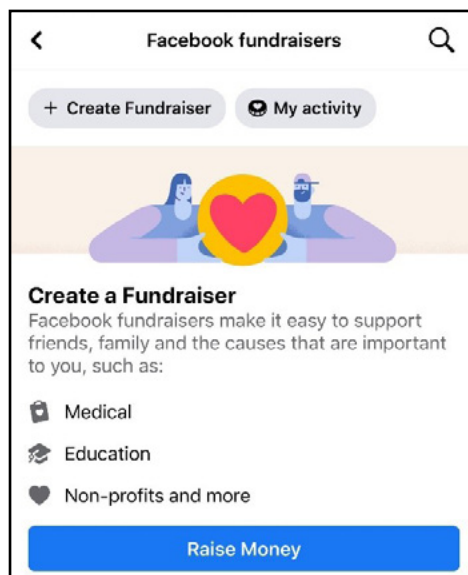 Facebook fundraisers
+ Create Fundraiser
My activity
Create a Fundraiser
Facebook fundraisers make it easy to support
friends, family and the causes that are important
to you, such as:
Medical
Education
Non-profits and more
Raise Money